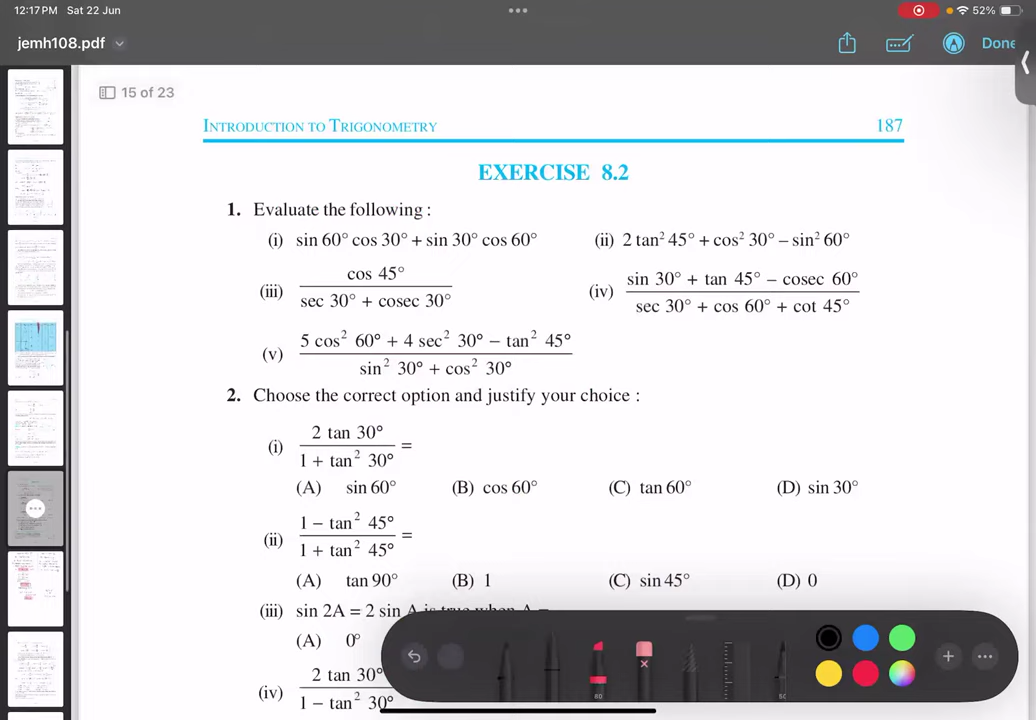 12:17 PM Sat 22 Jun
52%
jemh108.pdf
Done
15 of 23
INTRODUCTION TO TRIGONOMETRY 187
EXERCISE 8.2
1. Evaluate the following :
(i) sin 60° cos 30° + sin 30° cos 60° (ii) 2 tan² 45° + cos² 30° – sin² 60°
(iii) cos 45° / sec 30° + cosec 30° (iv) sin 30° + tan 45° – cosec 60° / sec 30° + cos 60° + cot 45°
(v) 5 cos² 60° + 4 sec² 30° − tan² 45° / sin² 30° + cos² 30°
2. Choose the correct option and justify your choice :
(i) 2 tan 30° / 1 + tan² 30° =
(A) sin 60° (B) cos 60° (C) tan 60° (D) sin 30°
(ii) 1 − tan² 45° / 1 + tan² 45° =
(A) tan 90° (B) 1 (C) sin 45° (D) 0
(iii) sin 2A = 2 sin A is true when A =
(A) 0°
(iv) 2 tan 30° / 1 − tan² 30°
80
50